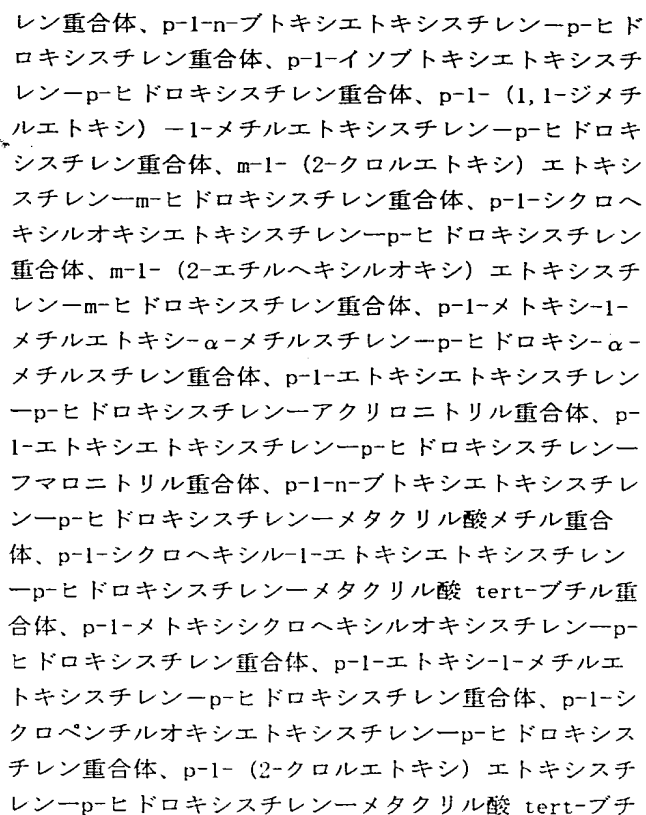 レン重合体、p-1-n-ブトキシエトキシスチレン－p-ヒド
ロキシスチレン重合体、p-1-イソブトキシエトキシスチ
レン－p-ヒドロキシスチレン重合体、p-1-（1,1-ジメチ
ルエトキシ）－1-メチルエトキシスチレン－p-ヒドロキ
シスチレン重合体、m-1-（2-クロルエトキシ）エトキシ
スチレン－m-ヒドロキシスチレン重合体、p-1-シクロヘ
キシルオキシエトキシスチレン－p-ヒドロキシスチレン
重合体、m-1-（2-エチルヘキシルオキシ）エトキシスチ
レン－m-ヒドロキシスチレン重合体、p-1-メトキシ-1-
メチルエトキシ-α-メチルスチレン－p-ヒドロキシ-α-
メチルスチレン重合体、p-1-エトキシエトキシスチレン
－p-ヒドロキシスチレン－アクリロニトリル重合体、p-
1-エトキシエトキシスチレン－p-ヒドロキシスチレン－
フマロニトリル重合体、p-1-n-ブトキシエトキシスチレ
ン－p-ヒドロキシスチレン－メタクリル酸メチル重合
体、p-1-シクロヘキシル-1-エトキシエトキシスチレン
－p-ヒドロキシスチレン－メタクリル酸 tert-ブチル重
合体、p-1-メトキシシクロヘキシルオキシスチレン－p-
ヒドロキシスチレン重合体、p-1-エトキシ-1-メチルエ
トキシスチレン－p-ヒドロキシスチレン重合体、p-1-シ
クロペンチルオキシエトキシスチレン－p-ヒドロキシス
チレン重合体、p-1-（2-クロルエトキシ）エトキシスチ
レン－p-ヒドロキシスチレン－メタクリル酸 tert-ブチ